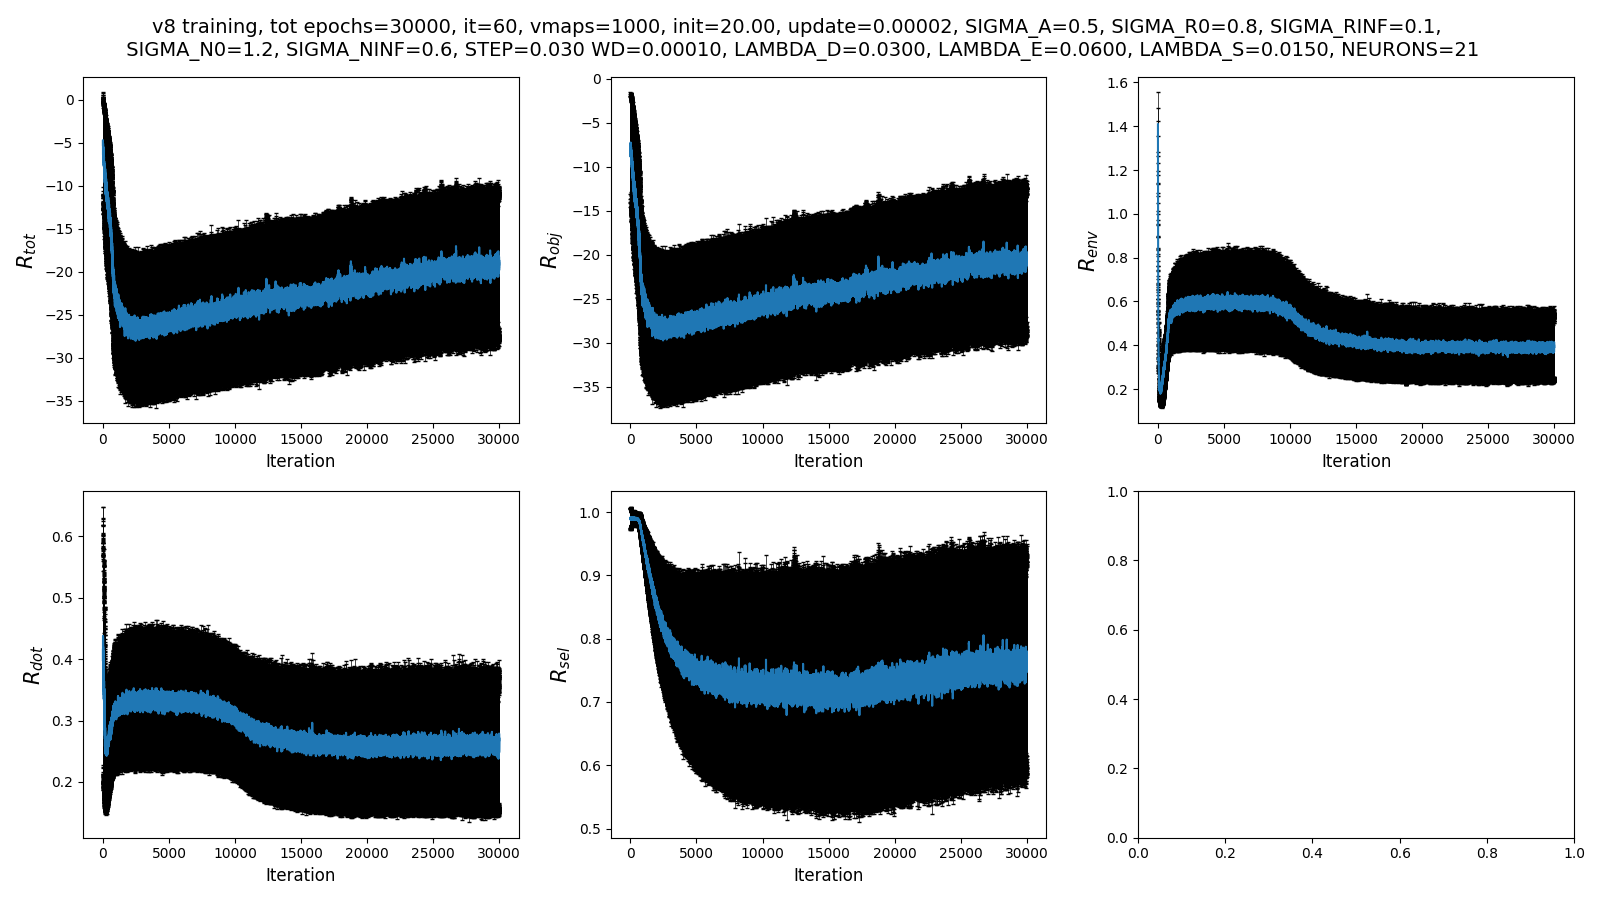 v8 training, tot epochs=30000, it=60, vmaps=1000, init=20.00, update=0.00002, SIGMA_A=0.5, SIGMA_R0=0.8, SIGMA_RINF=0.1,
SIGMA_N0=1.2, SIGMA_NINF=0.6, STEP=0.030 WD=0.00010, LAMBDA_D=0.0300, LAMBDA_E=0.0600, LAMBDA_S=0.0150, NEURONS=21
R_tot
0
−5
−10
−15
−20
−25
−30
−35
0 5000 10000 15000 20000 25000 30000
Iteration
R_obj
0
−5
−10
−15
−20
−25
−30
−35
0 5000 10000 15000 20000 25000 30000
Iteration
R_env
1.6
1.4
1.2
1.0
0.8
0.6
0.4
0.2
0 5000 10000 15000 20000 25000 30000
Iteration
R_dot
0.6
0.5
0.4
0.3
0.2
0 5000 10000 15000 20000 25000 30000
Iteration
R_sel
1.0
0.9
0.8
0.7
0.6
0.5
0 5000 10000 15000 20000 25000 30000
Iteration
1.0
0.8
0.6
0.4
0.2
0.0
0.0 0.2 0.4 0.6 0.8 1.0